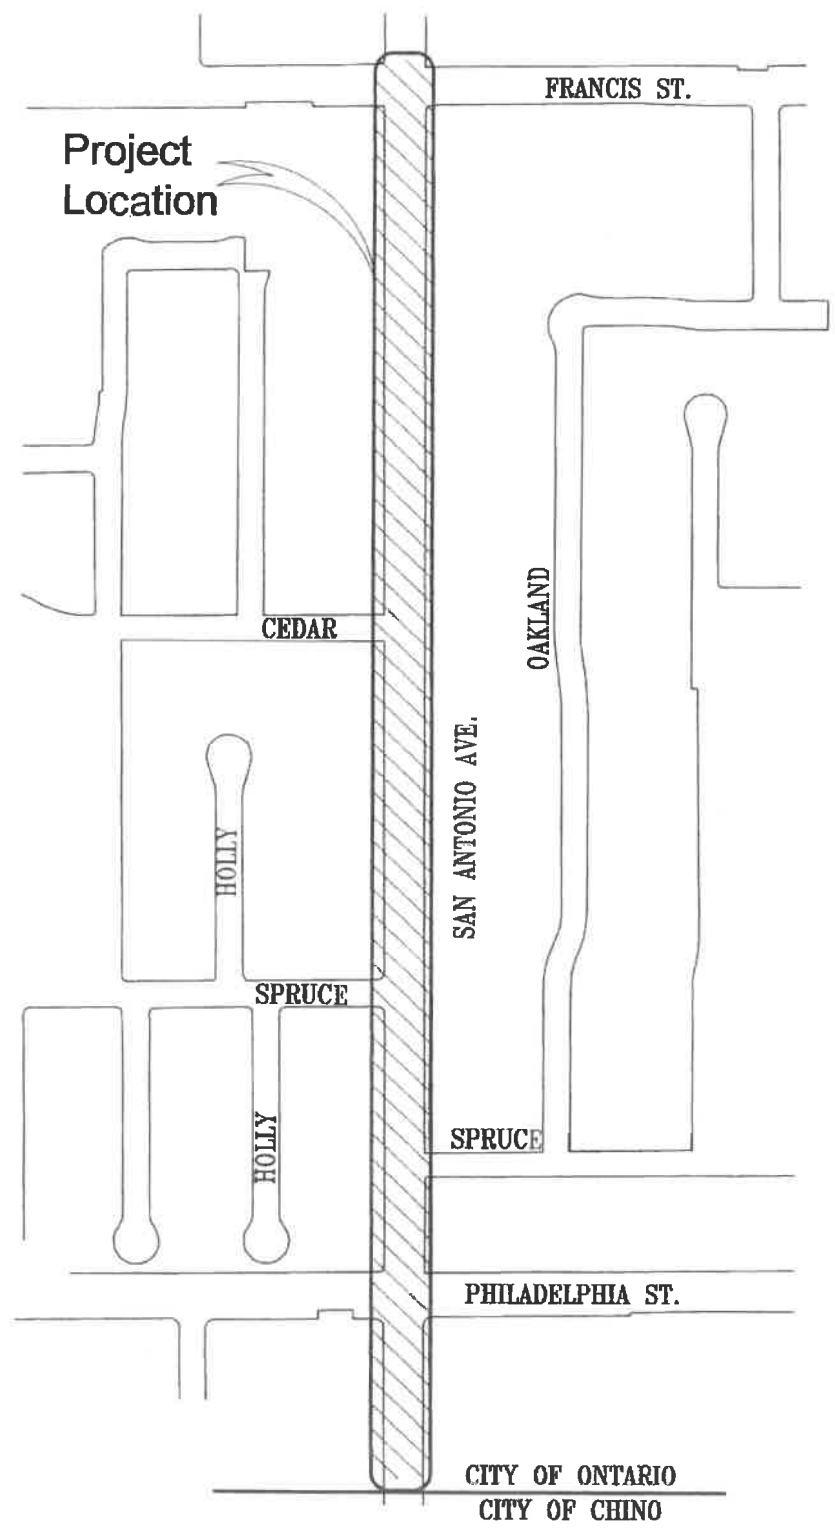 FRANCIS ST.
Project
Location
OAKLAND
CEDAR
SAN ANTONIO AVE.
HOLLY
SPRUCE
HOLLY
SPRUCE
PHILADELPHIA ST.
CITY OF ONTARIO
CITY OF CHINO